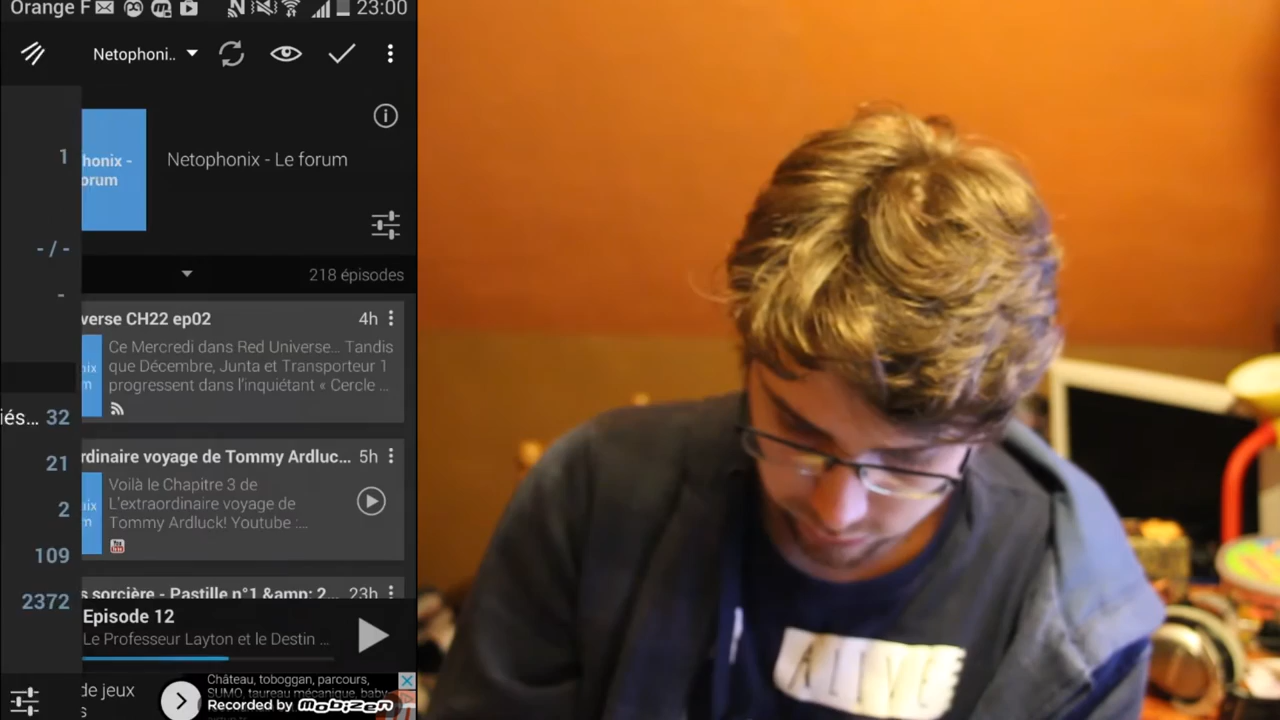 Orange F 23:00
Netophoni..
1
honix -
orum
Netophonix - Le forum
- / -
-
218 épisodes
verse CH22 ep02 4h
Ce Mercredi dans Red Universe... Tandis
que Décembre, Junta et Transporteur 1
progressent dans l'inquiétant « Cercle ...
iés... 32
21
rdinaire voyage de Tommy Ardluc... 5h
Voilà le Chapitre 3 de
L'extraordinaire voyage de
Tommy Ardluck! Youtube :...
2
109
2372
s sorcière - Pastille n°1 &amp; 2... 23h
Episode 12
Le Professeur Layton et le Destin ...
de jeux
s
Château, toboggan, parcours,
SUMO, taureau mécanique, baby-
Recorded by Mobizen
ALIVE